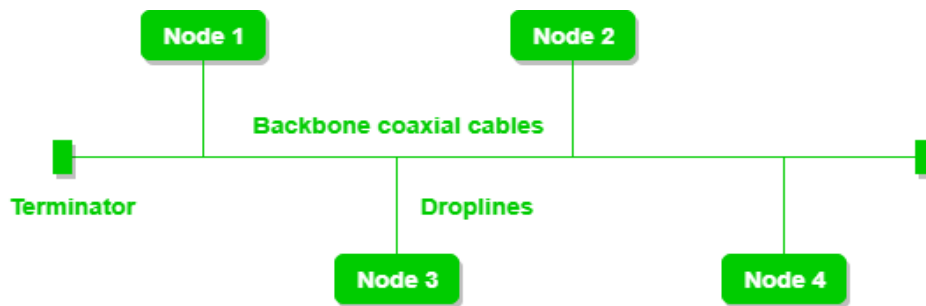 Node 1
Node 2
Backbone coaxial cables
Terminator
Droplines
Node 3
Node 4